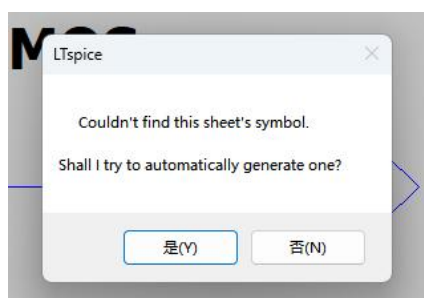 LTspice
Couldn't find this sheet's symbol.
Shall I try to automatically generate one?
是(Y)
否(N)